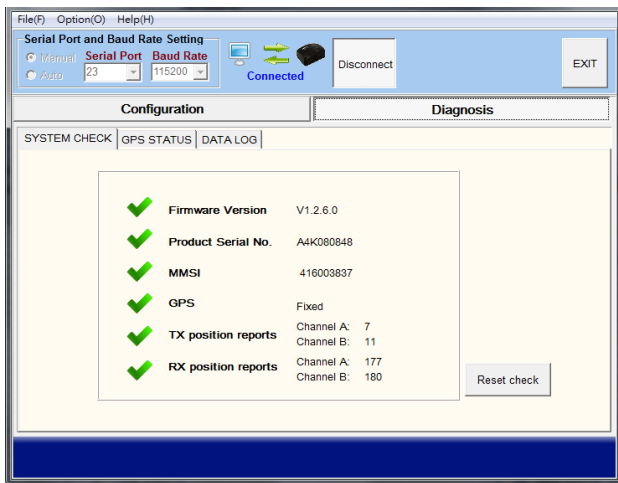 File(F) Option(O) Help(H)
Serial Port and Baud Rate Setting
Manual Serial Port Baud Rate
Auto 23 115200
Connected
Disconnect
EXIT
Configuration Diagnosis
SYSTEM CHECK GPS STATUS DATA LOG
Firmware Version V1.2.6.0
Product Serial No. A4K080848
MMSI 416003837
GPS Fixed
TX position reports Channel A: 7
Channel B: 11
RX position reports Channel A: 177
Channel B: 180
Reset check